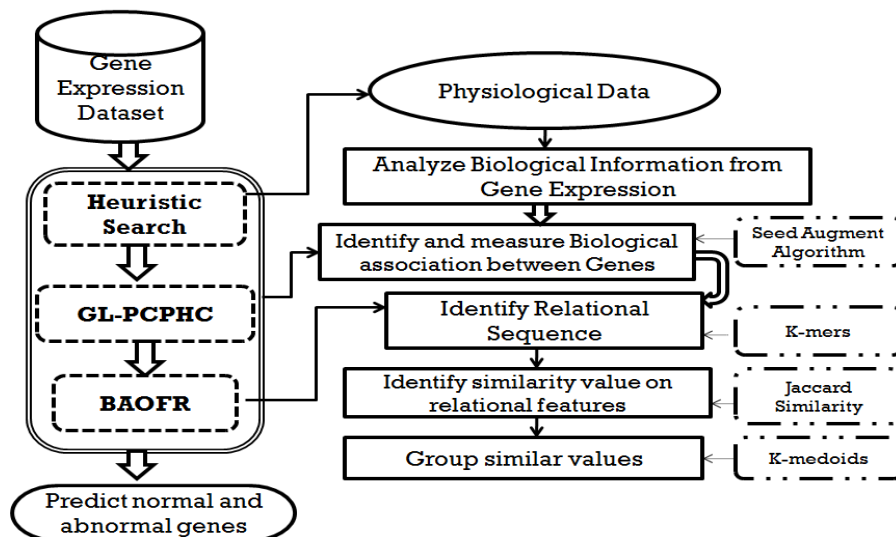 Gene
Expression
Dataset
Heuristic
Search
GL-PCPHC
BAOFR
Predict normal and
abnormal genes
Physiological Data
Analyze Biological Information from
Gene Expression
Identify and measure Biological
association between Genes
Seed Augment
Algorithm
Identify Relational
Sequence
K-mers
Identify similarity value on
relational features
Jaccard
Similarity
Group similar values
K-medoids